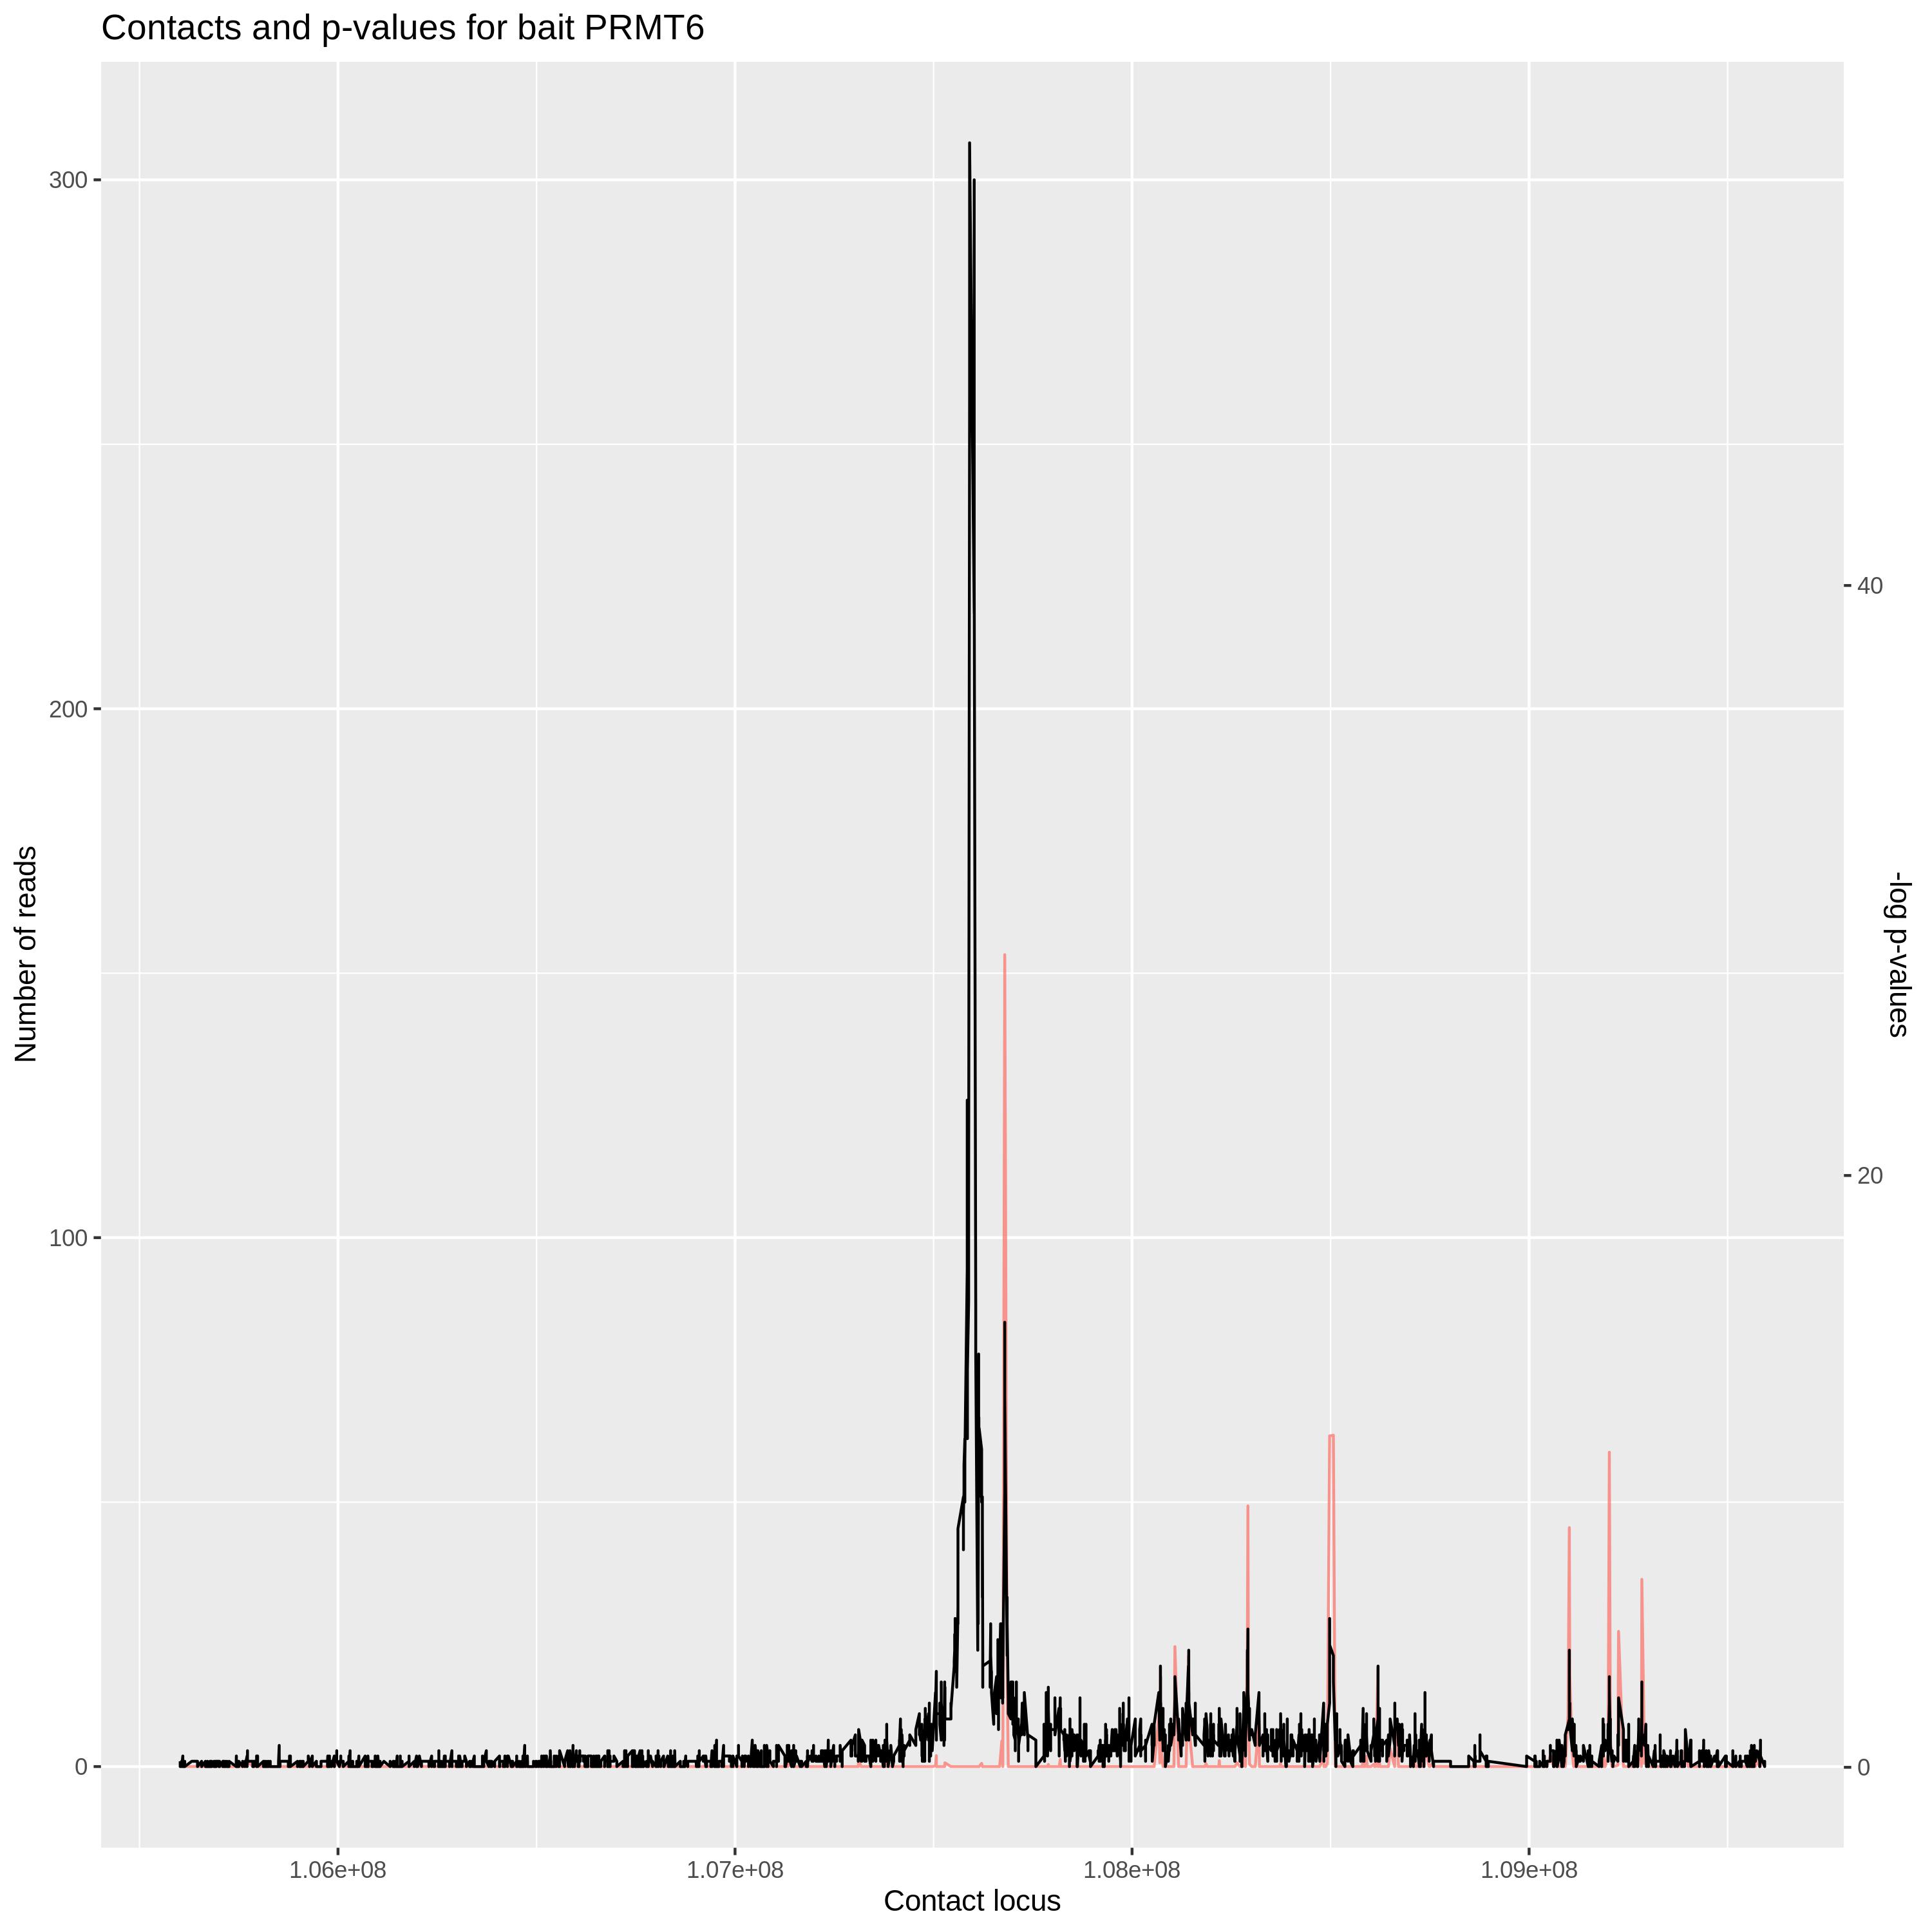 Contacts and p-values for bait PRMT6
300
200
100
0
Number of reads
40
20
0
-log p-values
1.06e+08
1.07e+08
1.08e+08
1.09e+08
Contact locus